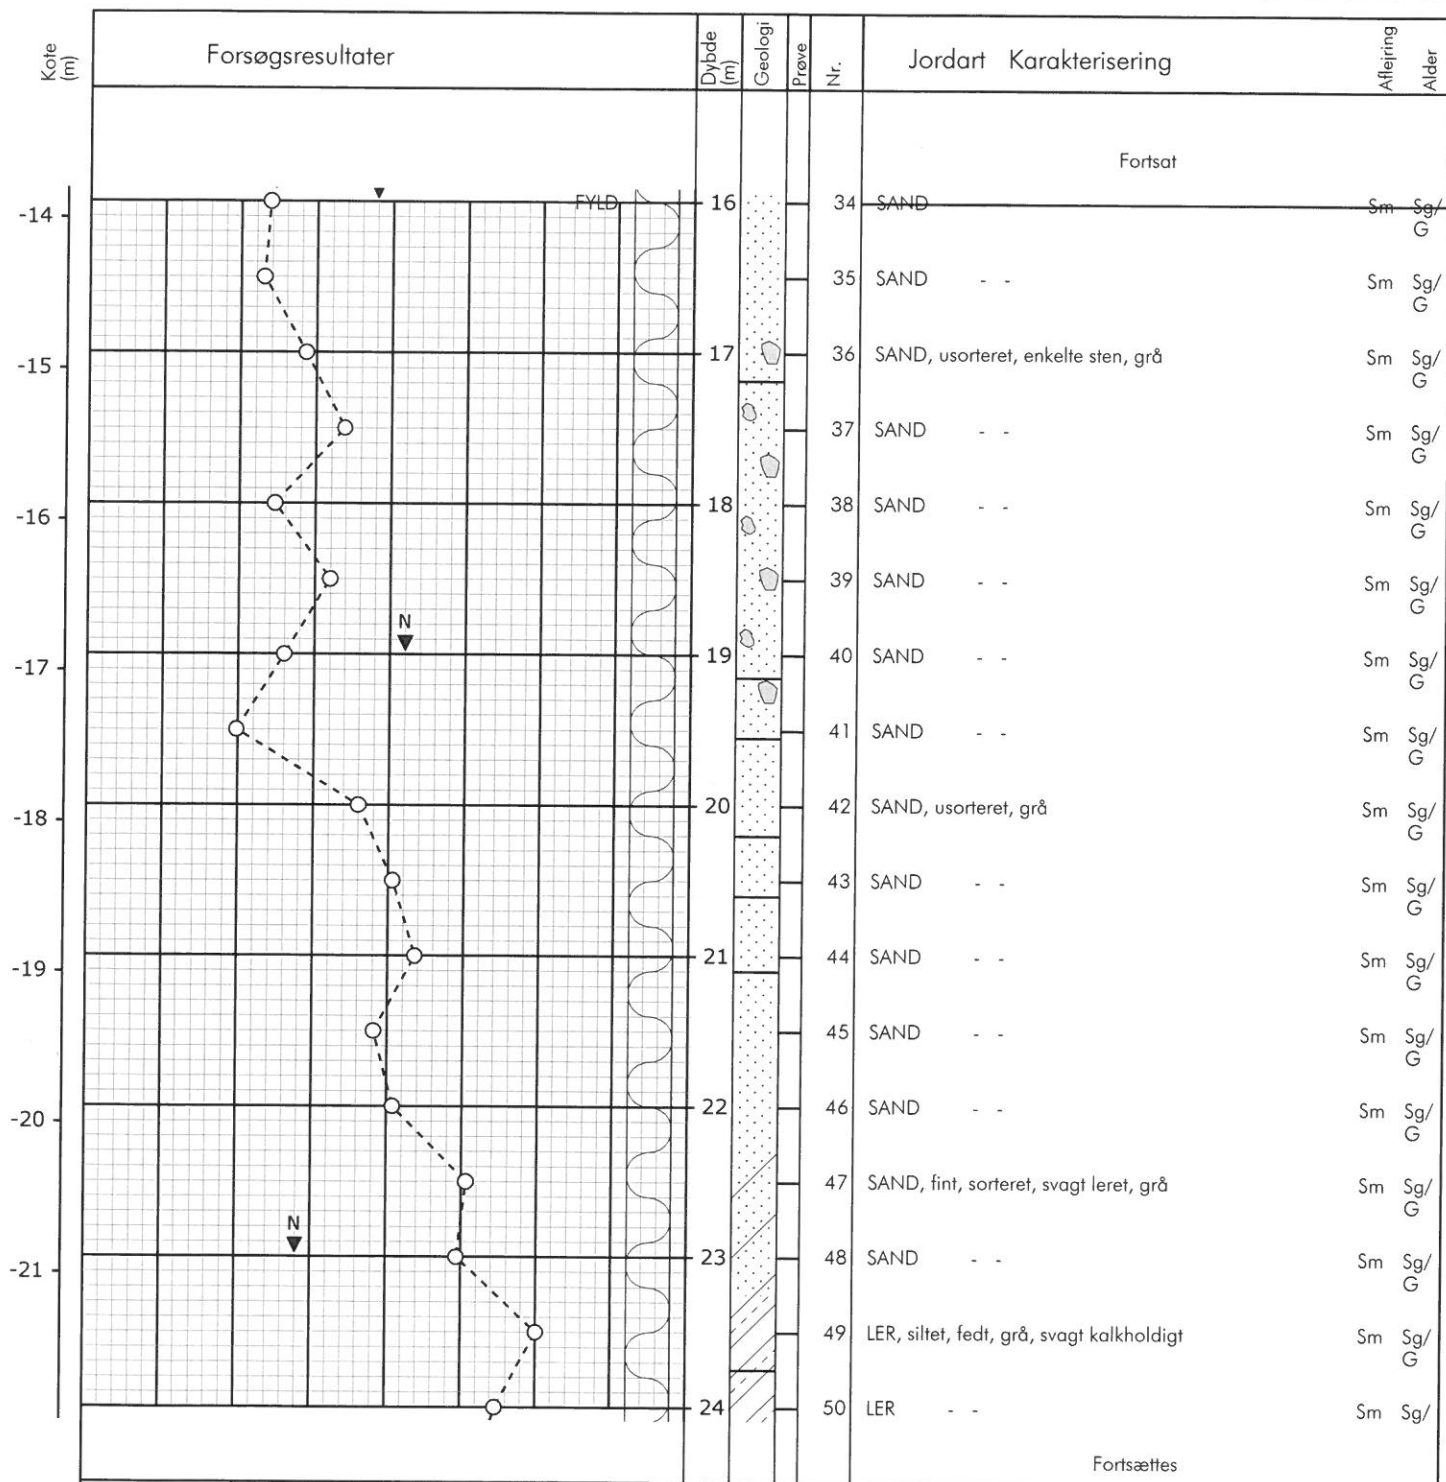 Kote (m) Forsøgsresultater Dybde (m) Geologi Prøve Nr. Jordart Karakterisering Aflejring Alder
Fortsat
-14 FYLD 16 34 SAND Sm Sg/
G
35 SAND - - Sm Sg/
G
-15 17 36 SAND, usorteret, enkelte sten, grå Sm Sg/
G
37 SAND - - Sm Sg/
G
-16 18 38 SAND - - Sm Sg/
G
39 SAND - - Sm Sg/
G
N
-17 19 40 SAND - - Sm Sg/
G
41 SAND - - Sm Sg/
G
-18 20 42 SAND, usorteret, grå Sm Sg/
G
43 SAND - - Sm Sg/
G
-19 21 44 SAND - - Sm Sg/
G
45 SAND - - Sm Sg/
G
-20 22 46 SAND - - Sm Sg/
G
47 SAND, fint, sorteret, svagt leret, grå Sm Sg/
G
N
-21 23 48 SAND - - Sm Sg/
G
49 LER, siltet, fedt, grå, svagt kalkholdigt Sm Sg/
G
24 50 LER - - Sm Sg/
Fortsættes